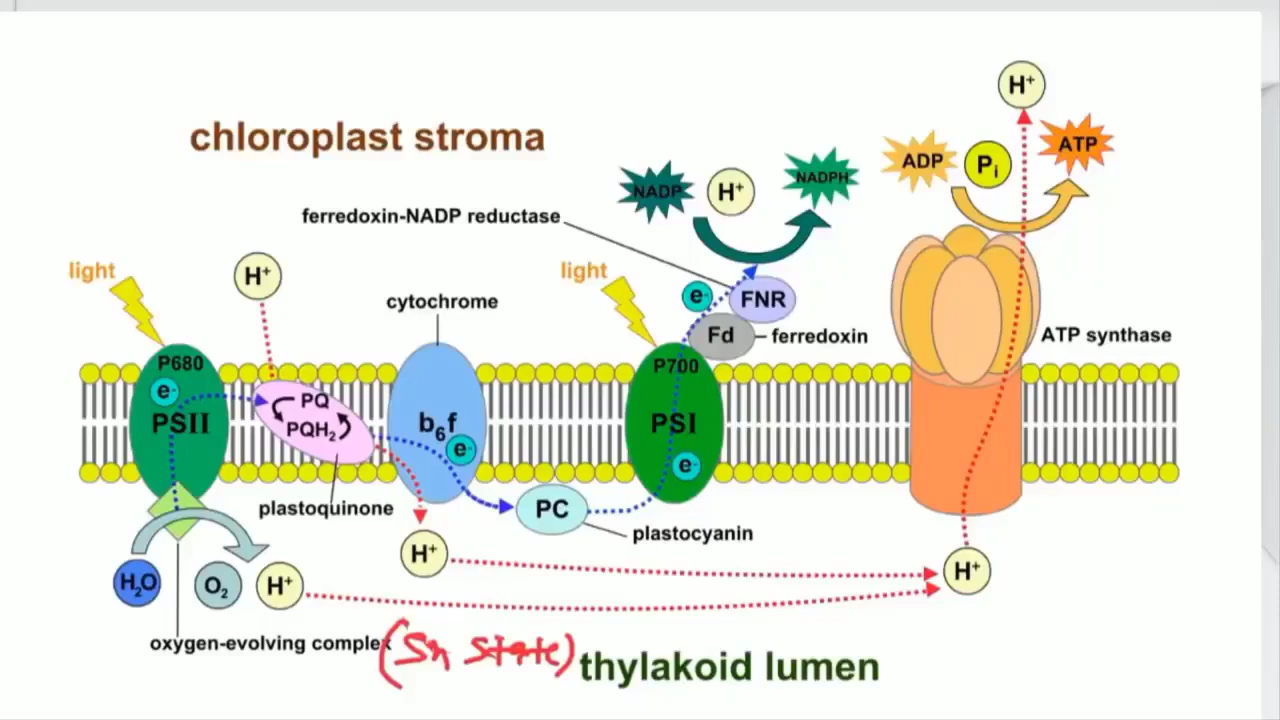 chloroplast stroma
H⁺
NADP
H⁺
NADPH
ADP
Pᵢ
ATP
ferredoxin-NADP reductase
light
H⁺
light
cytochrome
e⁻
FNR
Fd
ferredoxin
ATP synthase
P680
e⁻
PSII
PQ
PQH₂
b₆f
e⁻
P700
PSI
e⁻
plastoquinone
PC
plastocyanin
H₂O
O₂
H⁺
H⁺
H⁺
oxygen-evolving complex
(Sn State)
thylakoid lumen